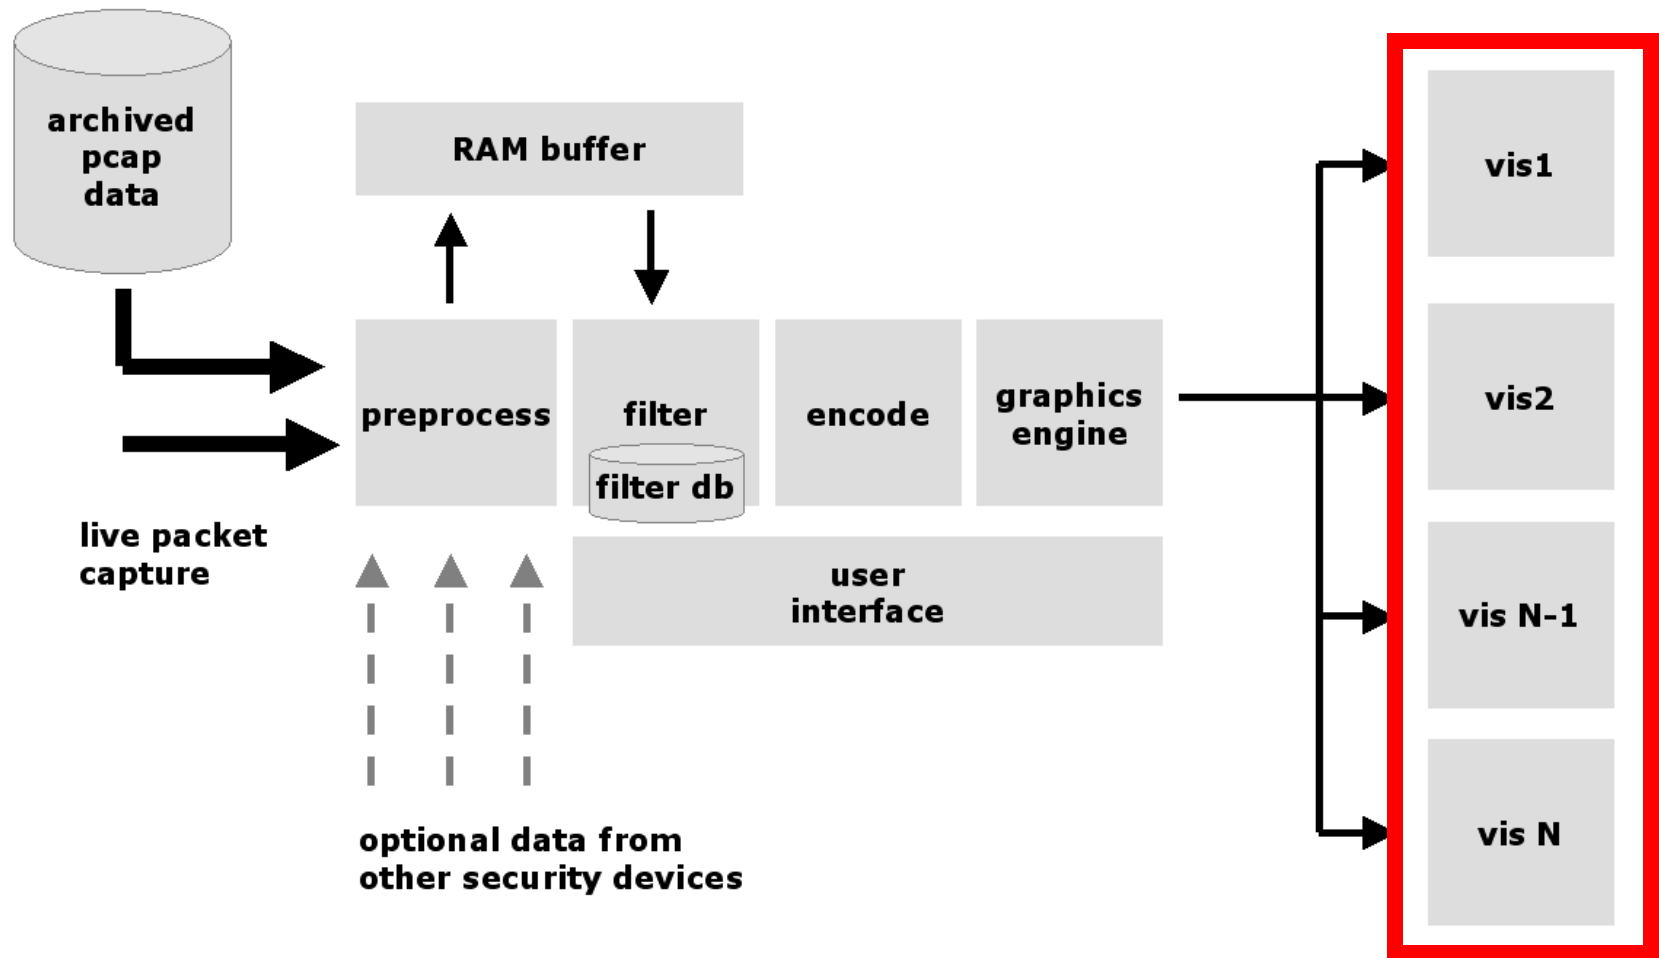 archived
pcap
data
RAM buffer
preprocess
filter
filter db
encode
graphics
engine
live packet
capture
user
interface
optional data from
other security devices
vis1
vis2
vis N-1
vis N